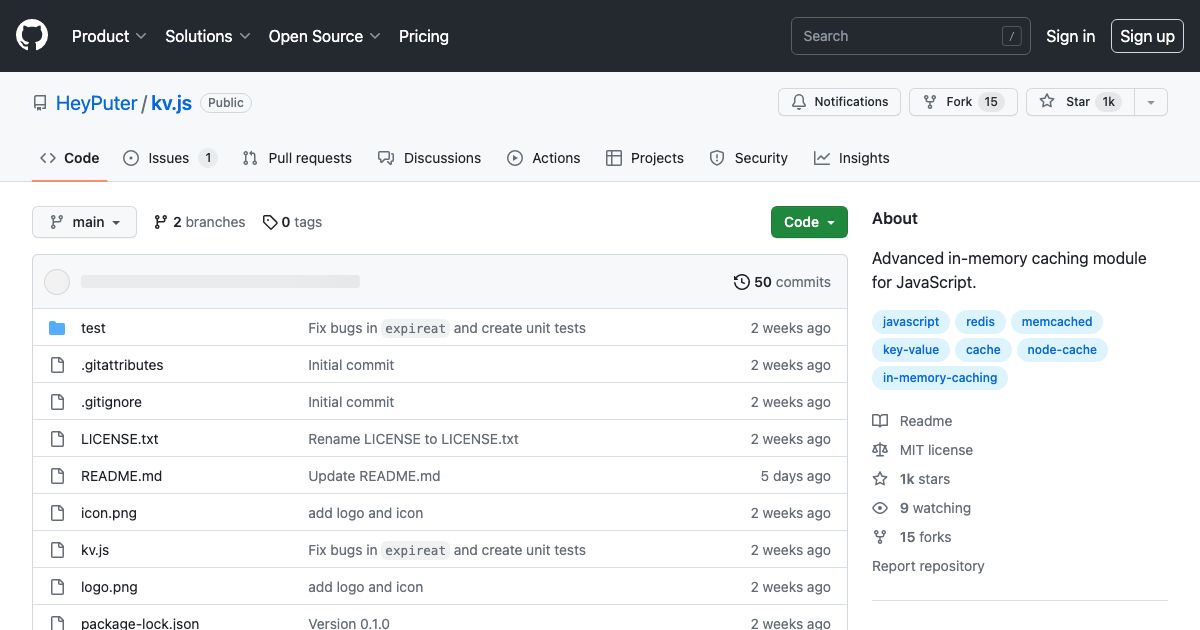 Product Solutions Open Source Pricing Search / Sign in Sign up
HeyPuter / kv.js Public Notifications Fork 15 Star 1k
Code Issues 1 Pull requests Discussions Actions Projects Security Insights
main 2 branches 0 tags Code
50 commits
test Fix bugs in expireat and create unit tests 2 weeks ago
.gitattributes Initial commit 2 weeks ago
.gitignore Initial commit 2 weeks ago
LICENSE.txt Rename LICENSE to LICENSE.txt 2 weeks ago
README.md Update README.md 5 days ago
icon.png add logo and icon 2 weeks ago
kv.js Fix bugs in expireat and create unit tests 2 weeks ago
logo.png add logo and icon 2 weeks ago
package-lock.json Version 0.1.0 2 weeks ago
About
Advanced in-memory caching module
for JavaScript.
javascript redis memcached
key-value cache node-cache
in-memory-caching
Readme
MIT license
1k stars
9 watching
15 forks
Report repository